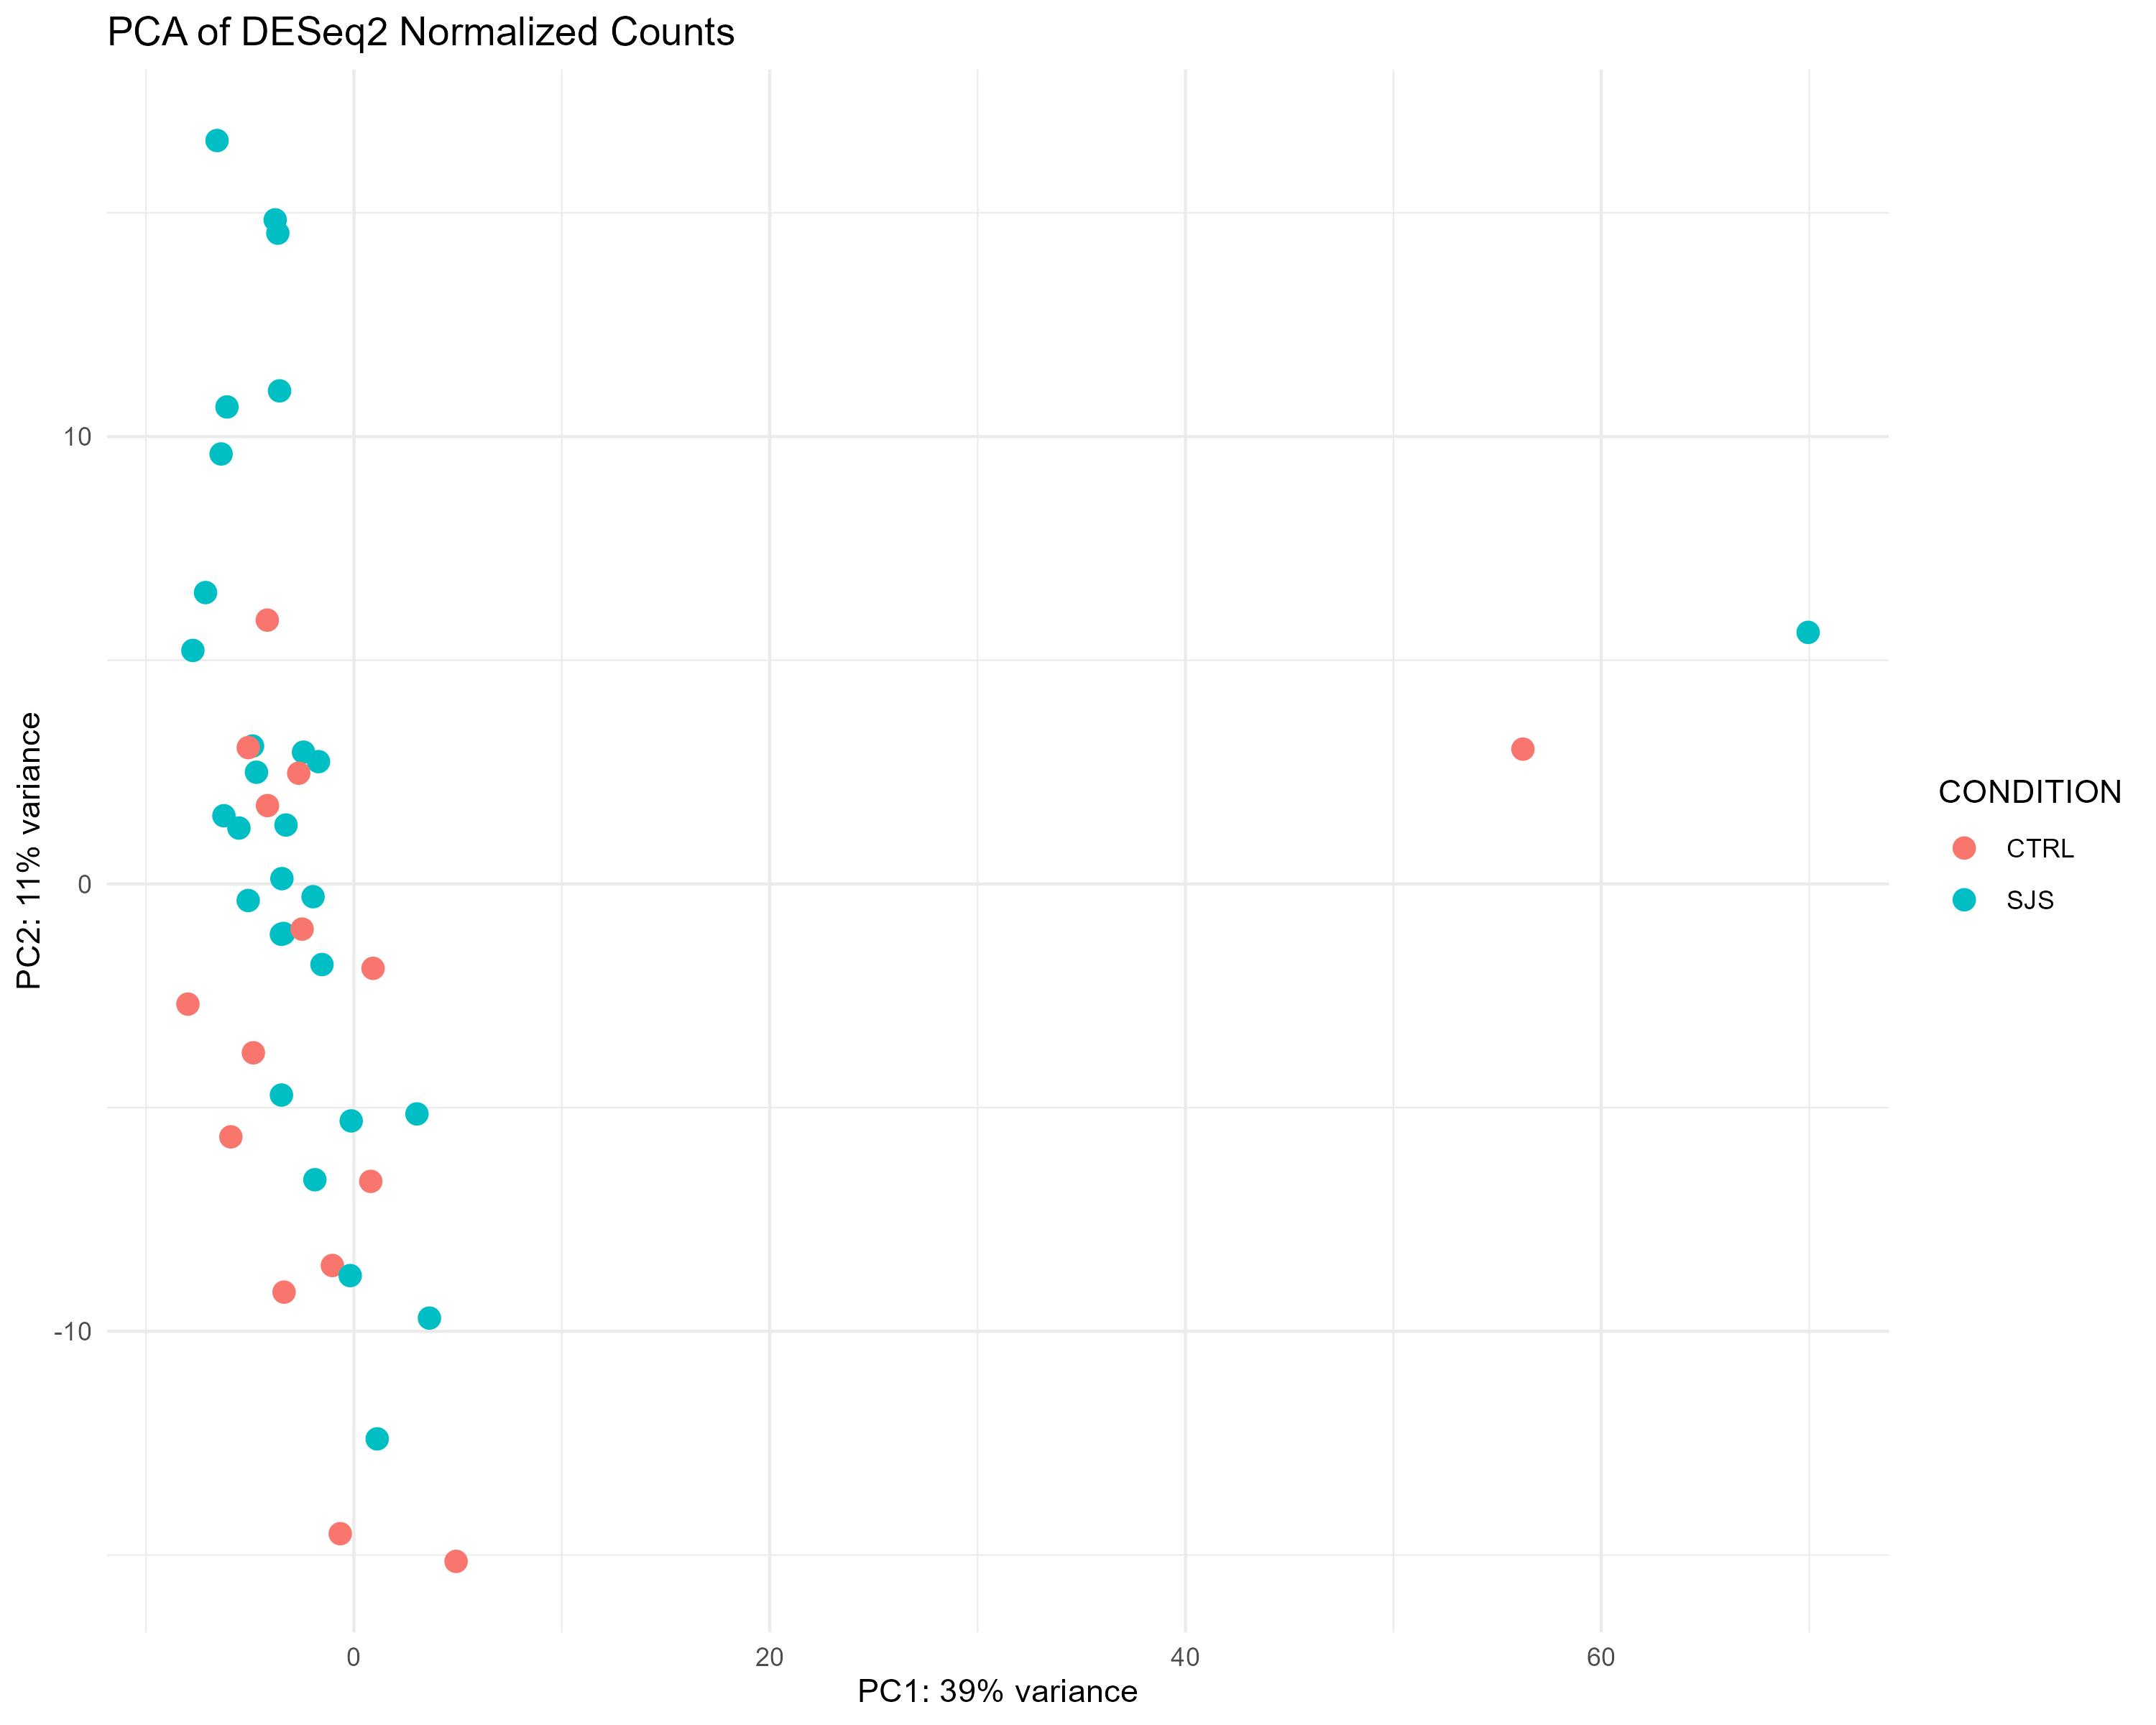 PCA of DESeq2 Normalized Counts
10
0
-10
PC2: 11% variance
0
20
40
60
PC1: 39% variance
CONDITION
CTRL
SJS